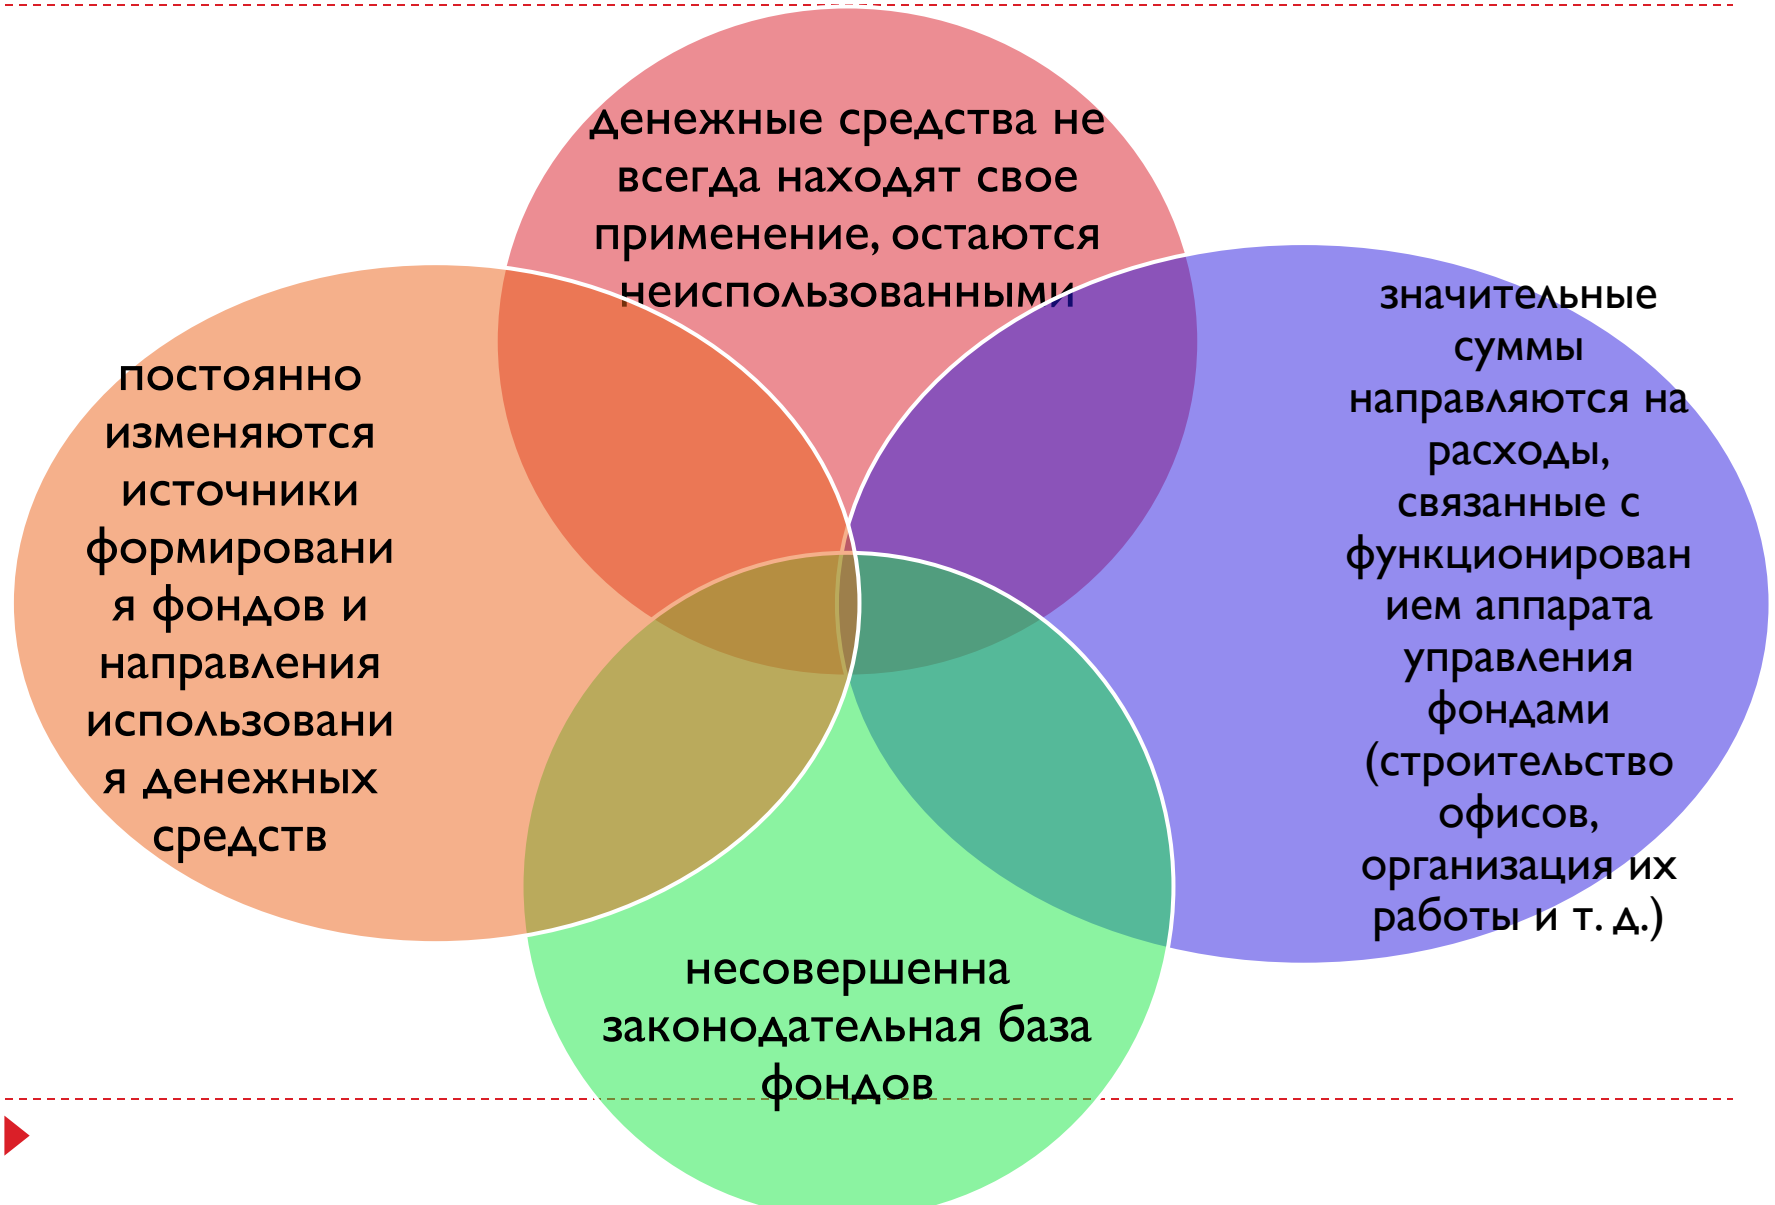 денежные средства не
всегда находят свое
применение, остаются
неиспользованными
постоянно
изменяются
источники
формировани
я фондов и
направления
использовани
я денежных
средств
значительные
суммы
направляются на
расходы,
связанные с
функционирован
ием аппарата
управления
фондами
(строительство
офисов,
организация их
работы и т. д.)
несовершенна
законодательная база
фондов